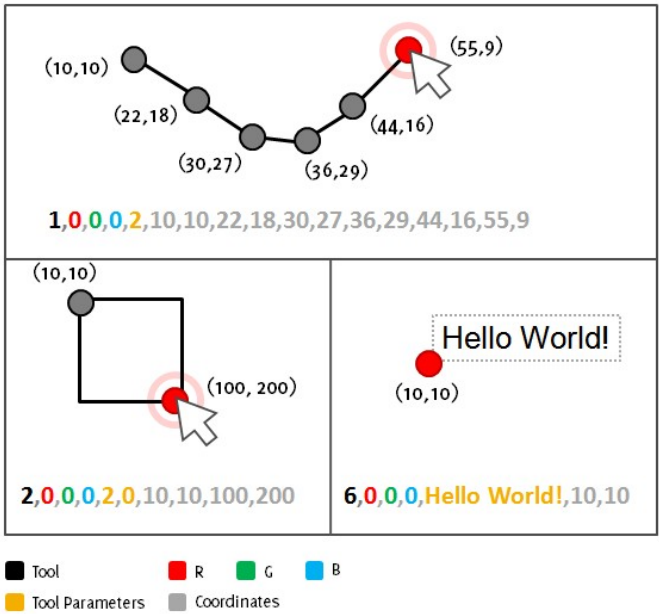 (10,10)
(55,9)
(22,18)
(44,16)
(30,27)
(36,29)
1,0,0,0,2,10,10,22,18,30,27,36,29,44,16,55,9
(10,10)
(100, 200)
2,0,0,0,2,0,10,10,100,200
Hello World!
(10,10)
6,0,0,0,Hello World!,10,10
Tool
R
G
B
Tool Parameters
Coordinates